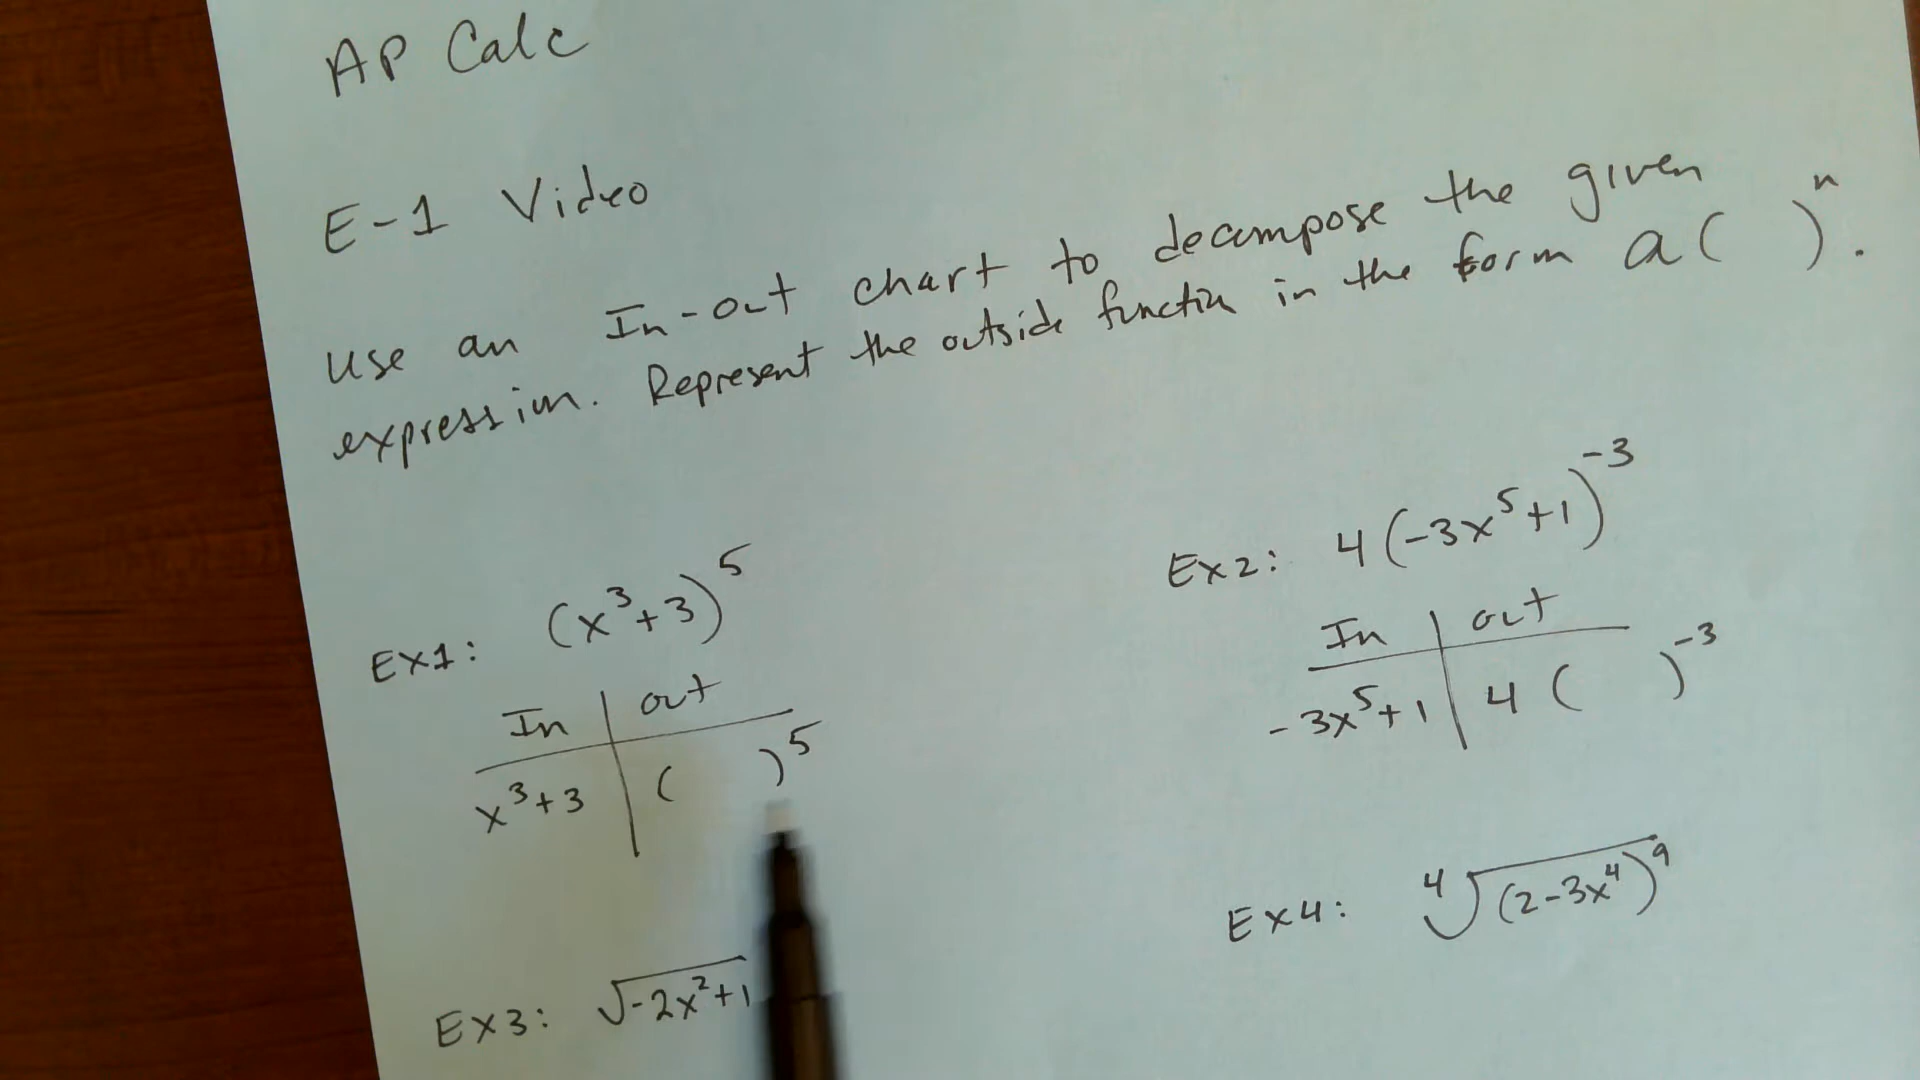 AP Calc
E-1 Video
Use an In-out chart to decompose the given
expression. Represent the outside function in the form a( )ⁿ.
Ex1: (x³+3)⁵
In | out
x³+3 | ( )⁵
Ex2: 4(-3x⁵+1)⁻³
In | out
-3x⁵+1 | 4( )⁻³
Ex3: √-2x²+1
Ex4: ⁴√(2-3x⁴)⁹